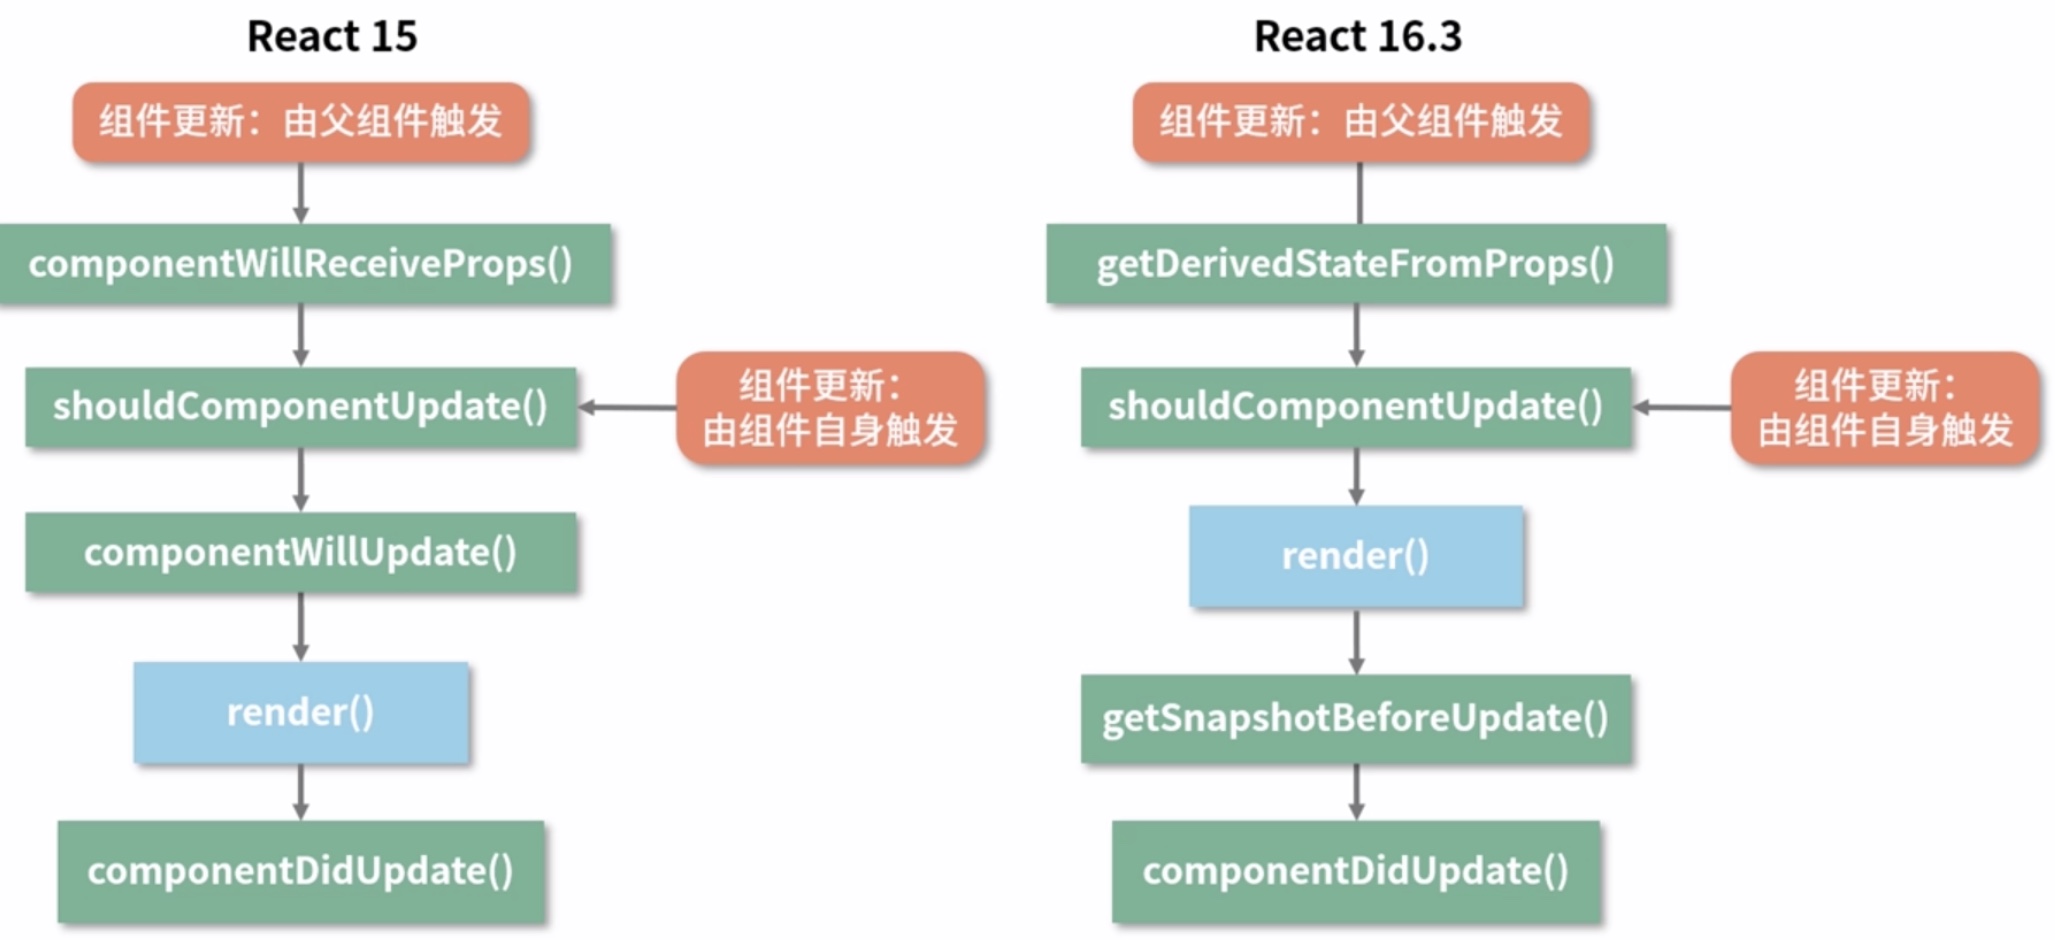 React 15
组件更新：由父组件触发
componentWillReceiveProps()
shouldComponentUpdate()
组件更新：
由组件自身触发
componentWillUpdate()
render()
componentDidUpdate()
React 16.3
组件更新：由父组件触发
getDerivedStateFromProps()
shouldComponentUpdate()
组件更新：
由组件自身触发
render()
getSnapshotBeforeUpdate()
componentDidUpdate()